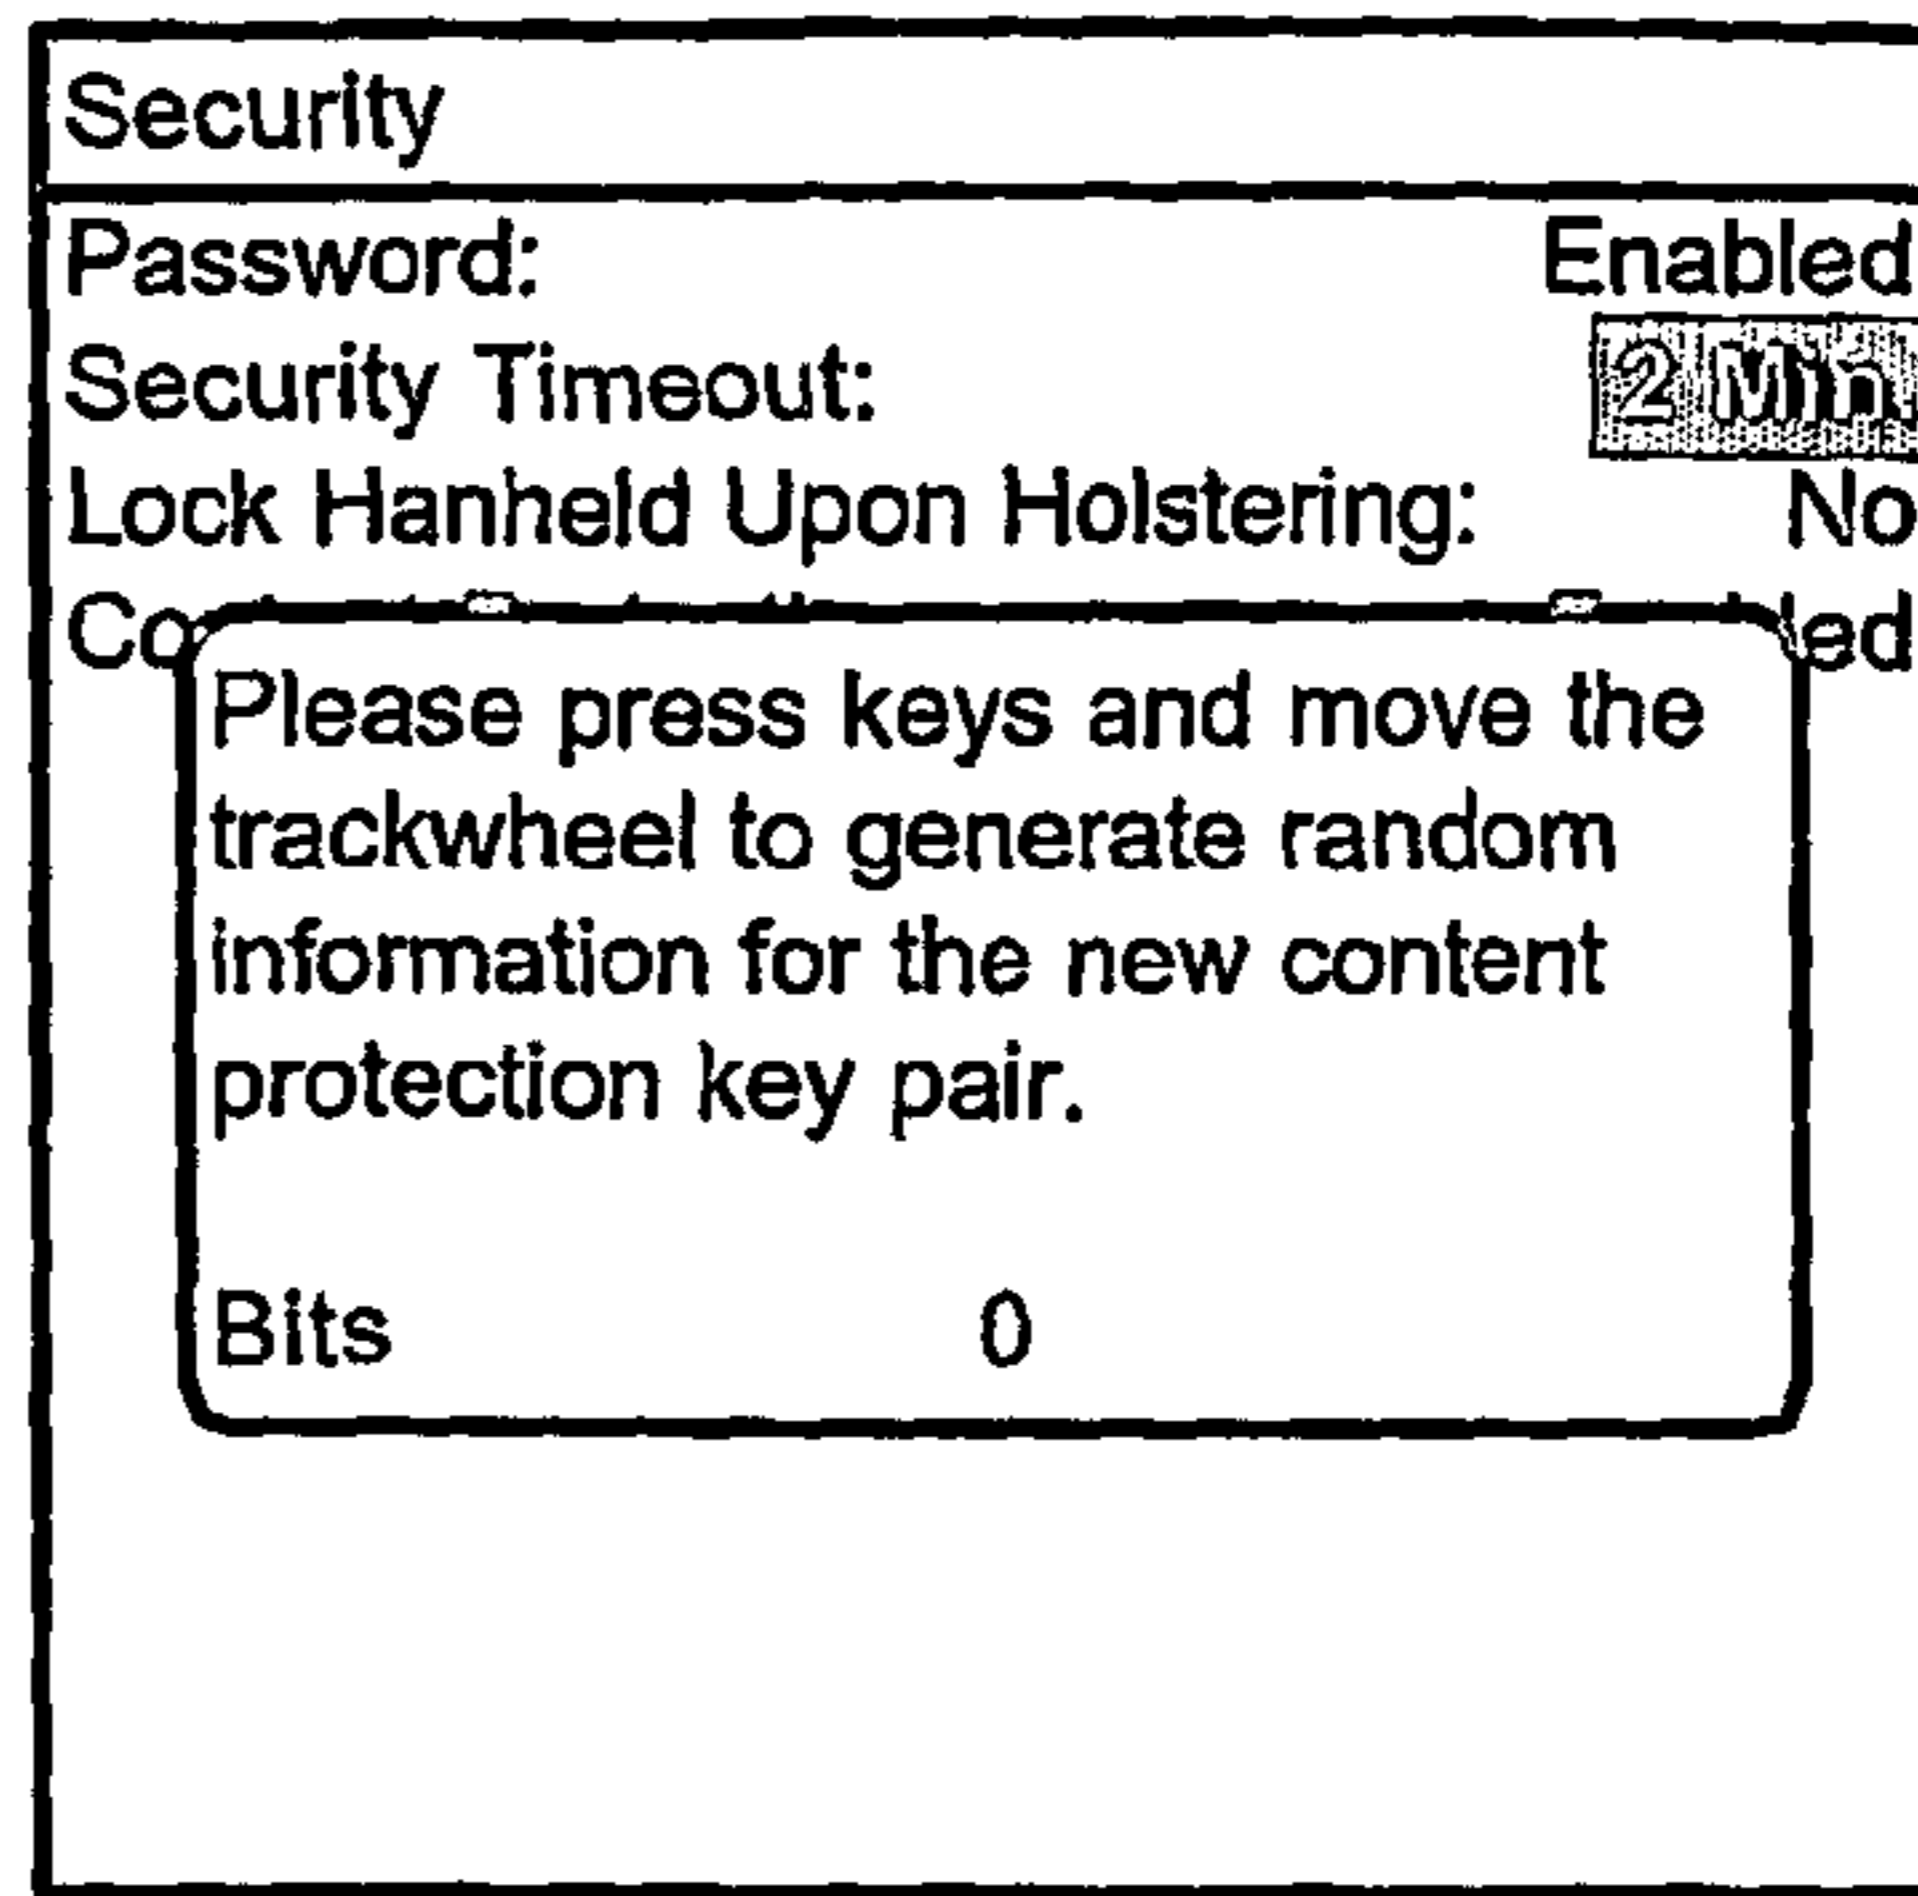 Security
Password: Enabled
Security Timeout: 2 Min
Lock Hanheld Upon Holstering: No
Please press keys and move the
trackwheel to generate random
information for the new content
protection key pair.
Bits 0